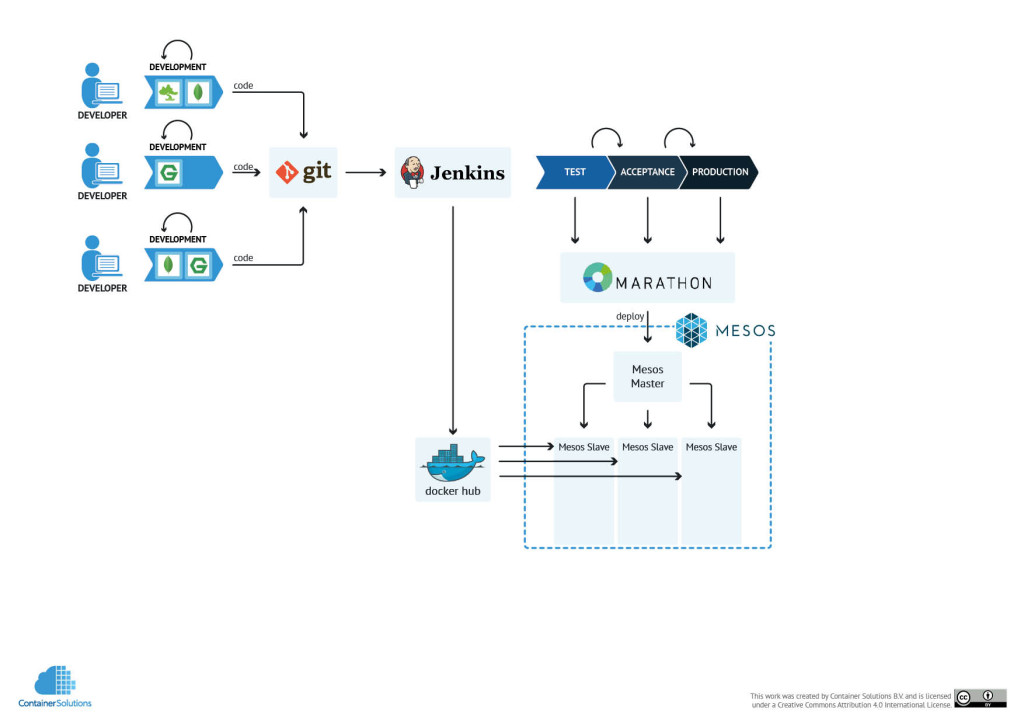 DEVELOPMENT
code
DEVELOPER
DEVELOPMENT
code
DEVELOPER
DEVELOPMENT
code
DEVELOPER
git
Jenkins
TEST
ACCEPTANCE
PRODUCTION
MARATHON
deploy
MESOS
Mesos
Master
Mesos Slave
Mesos Slave
Mesos Slave
docker hub
ContainerSolutions
This work was created by Container Solutions B.V. and is licensed
under a Creative Commons Attribution 4.0 International License.
cc
BY